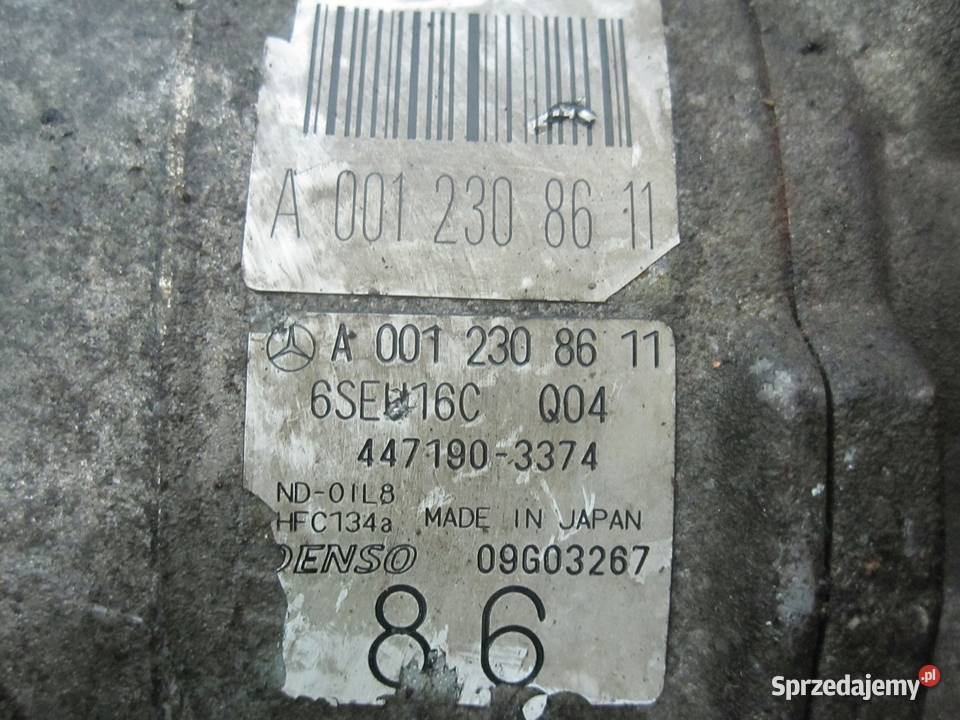 A 001 230 86 11
A 001 230 86 11
6SEU16C Q04
447190-3374
ND-OIL8
HFC134a MADE IN JAPAN
DENSO 09G03267
86
Sprzedajemy.pl